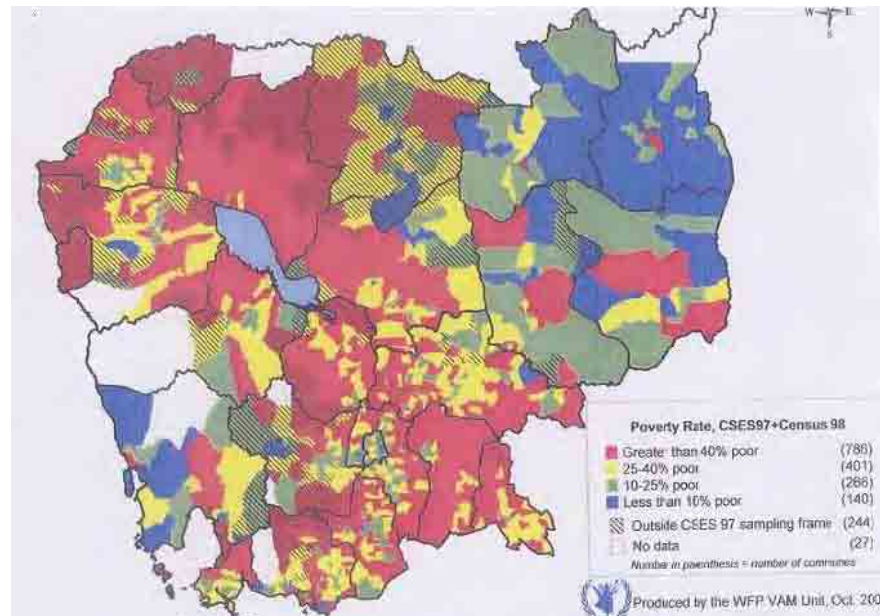 W E
S
Poverty Rate, CSES97+Census 98
Greater than 40% poor (786)
25-40% poor (401)
10-25% poor (266)
Less than 10% poor (140)
Outside CSES 97 sampling frame (244)
No data (27)
Number in parenthesis = number of communes
Produced by the WFP VAM Unit, Oct. 200